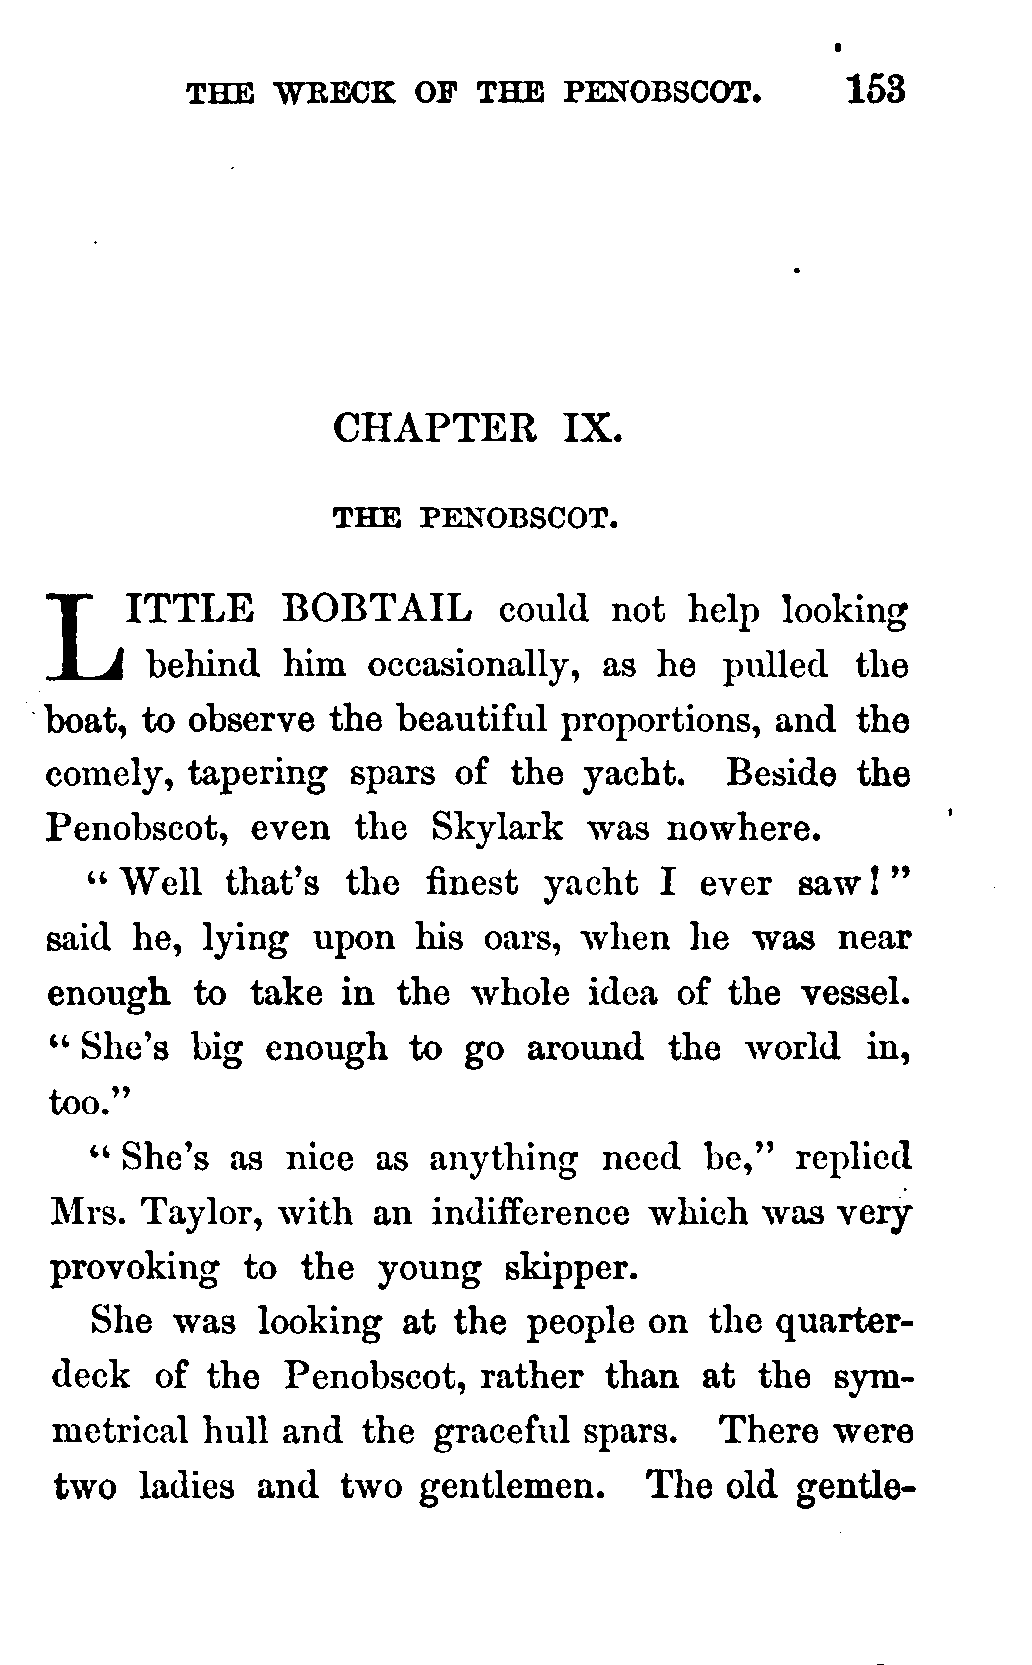 THE WRECK OF THE PENOBSCOT. 153
CHAPTER IX.
THE PENOBSCOT.
LITTLE BOBTAIL could not help looking
behind him occasionally, as he pulled the
boat, to observe the beautiful proportions, and the
comely, tapering spars of the yacht. Beside the
Penobscot, even the Skylark was nowhere.
"Well that's the finest yacht I ever saw!"
said he, lying upon his oars, when he was near
enough to take in the whole idea of the vessel.
"She's big enough to go around the world in,
too."
"She's as nice as anything need be," replied
Mrs. Taylor, with an indifference which was very
provoking to the young skipper.
She was looking at the people on the quarter-
deck of the Penobscot, rather than at the sym-
metrical hull and the graceful spars. There were
two ladies and two gentlemen. The old gentle-